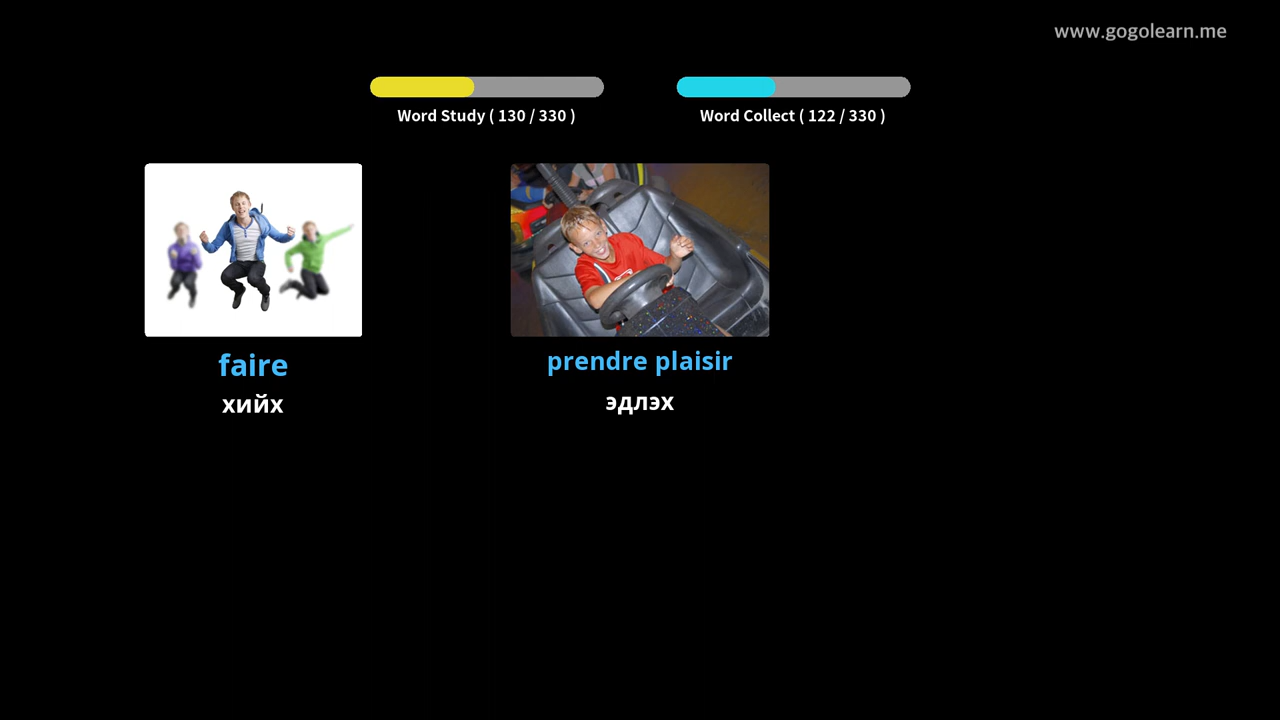 www.gogolearn.me
Word Study ( 130 / 330 )
Word Collect ( 122 / 330 )
faire
хийх
prendre plaisir
эдлэх